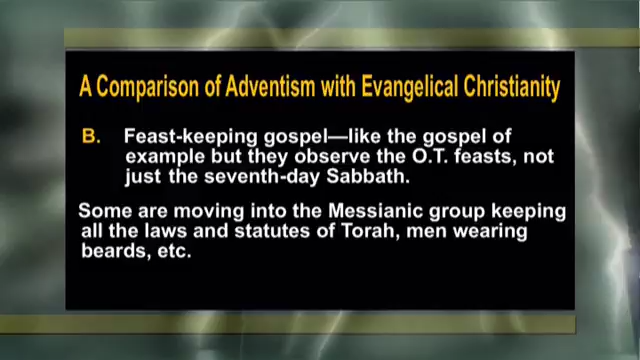 A Comparison of Adventism with Evangelical Christianity
B. Feast-keeping gospel—like the gospel of
example but they observe the O.T. feasts, not
just the seventh-day Sabbath.
Some are moving into the Messianic group keeping
all the laws and statutes of Torah, men wearing
beards, etc.